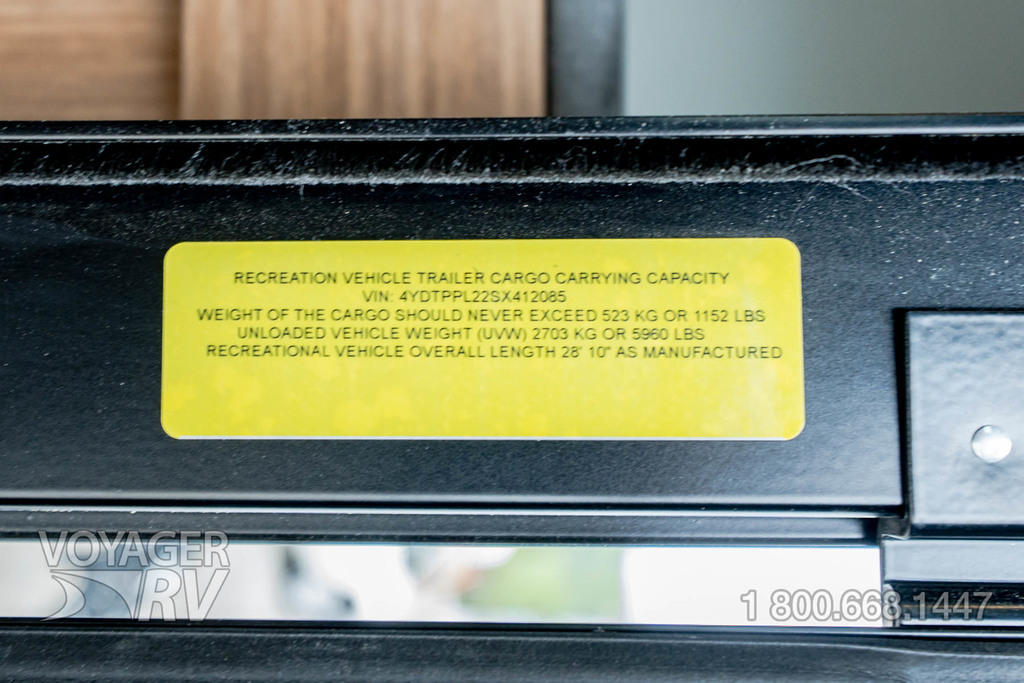 RECREATION VEHICLE TRAILER CARGO CARRYING CAPACITY
VIN: 4YDTPPL22SX412085
WEIGHT OF THE CARGO SHOULD NEVER EXCEED 523 KG OR 1152 LBS
UNLOADED VEHICLE WEIGHT (UVW) 2703 KG OR 5960 LBS
RECREATIONAL VEHICLE OVERALL LENGTH 28' 10" AS MANUFACTURED
VOYAGER
RV
1 800.668.1447